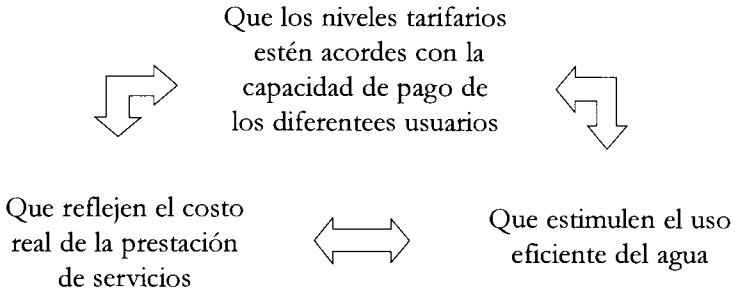 Que los niveles tarifarios
estén acordes con la
capacidad de pago de
los diferentees usuarios
Que reflejen el costo
real de la prestación
de servicios
Que estimulen el uso
eficiente del agua